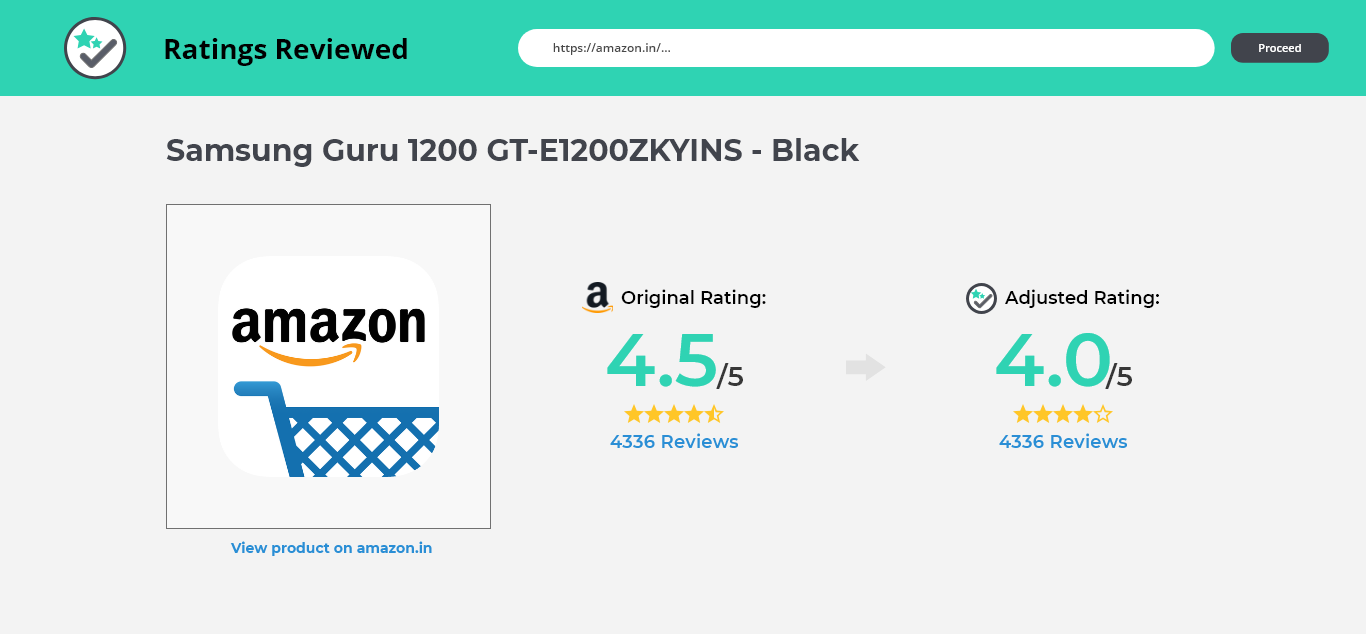 Ratings Reviewed
https://amazon.in/...
Proceed
Samsung Guru 1200 GT-E1200ZKYINS - Black
amazon
a Original Rating:
4.5/5
4336 Reviews
Adjusted Rating:
4.0/5
4336 Reviews
View product on amazon.in